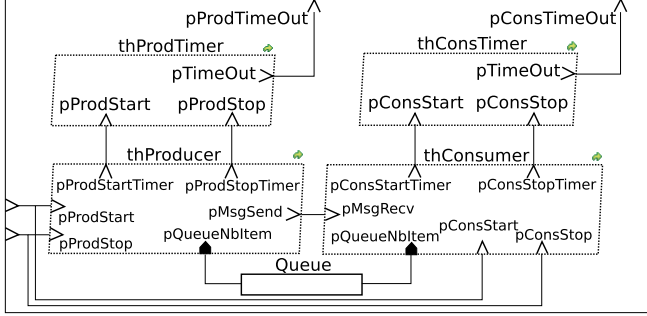 pProdTimeOut
pConsTimeOut
thProdTimer
thConsTimer
pTimeOut
pTimeOut
pProdStart
pProdStop
pConsStart
pConsStop
thProducer
thConsumer
pProdStartTimer
pProdStopTimer
pConsStartTimer
pConsStopTimer
pProdStart
pMsgSend
pMsgRecv
pProdStop
pQueueNbItem
pQueueNbItem
pConsStart
pConsStop
Queue